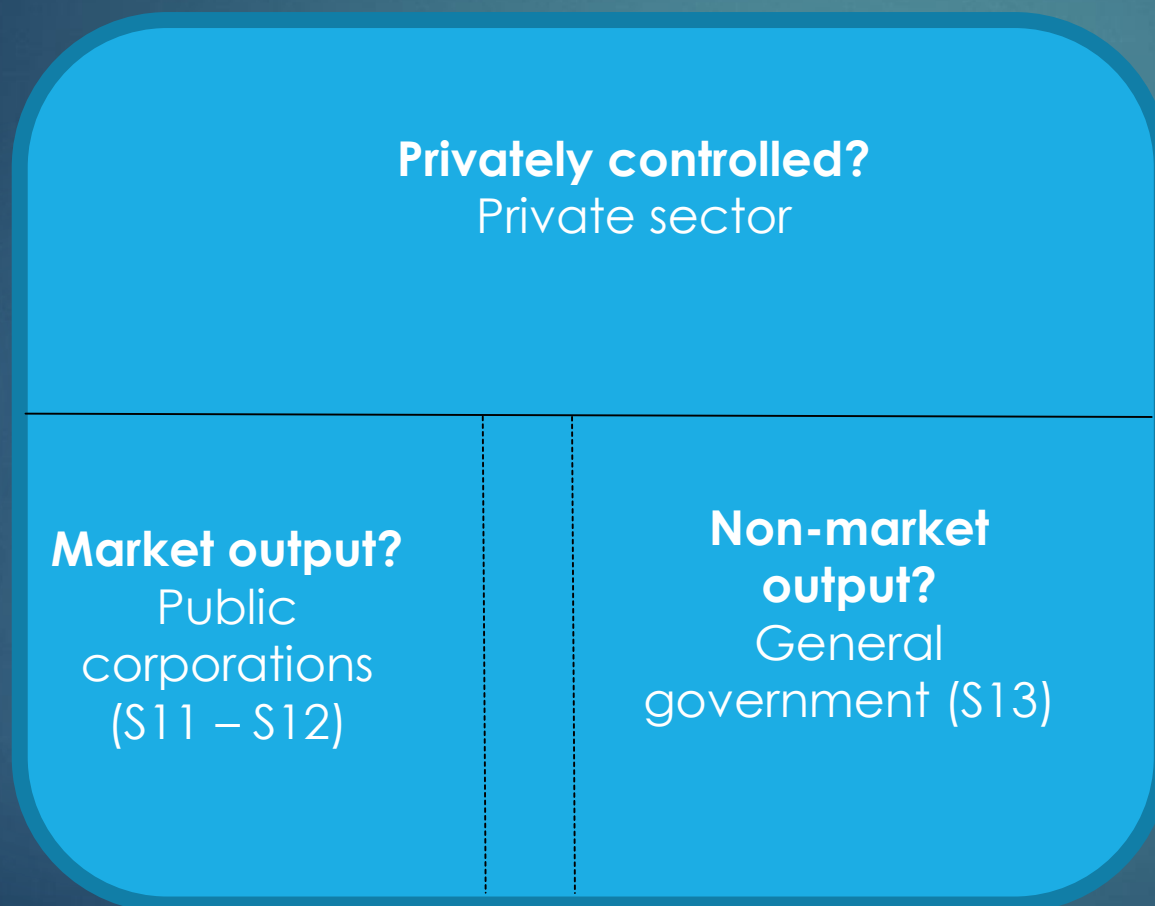 Privately controlled?
Private sector
Market output?
Public
corporations
(S11 – S12)
Non-market
output?
General
government (S13)